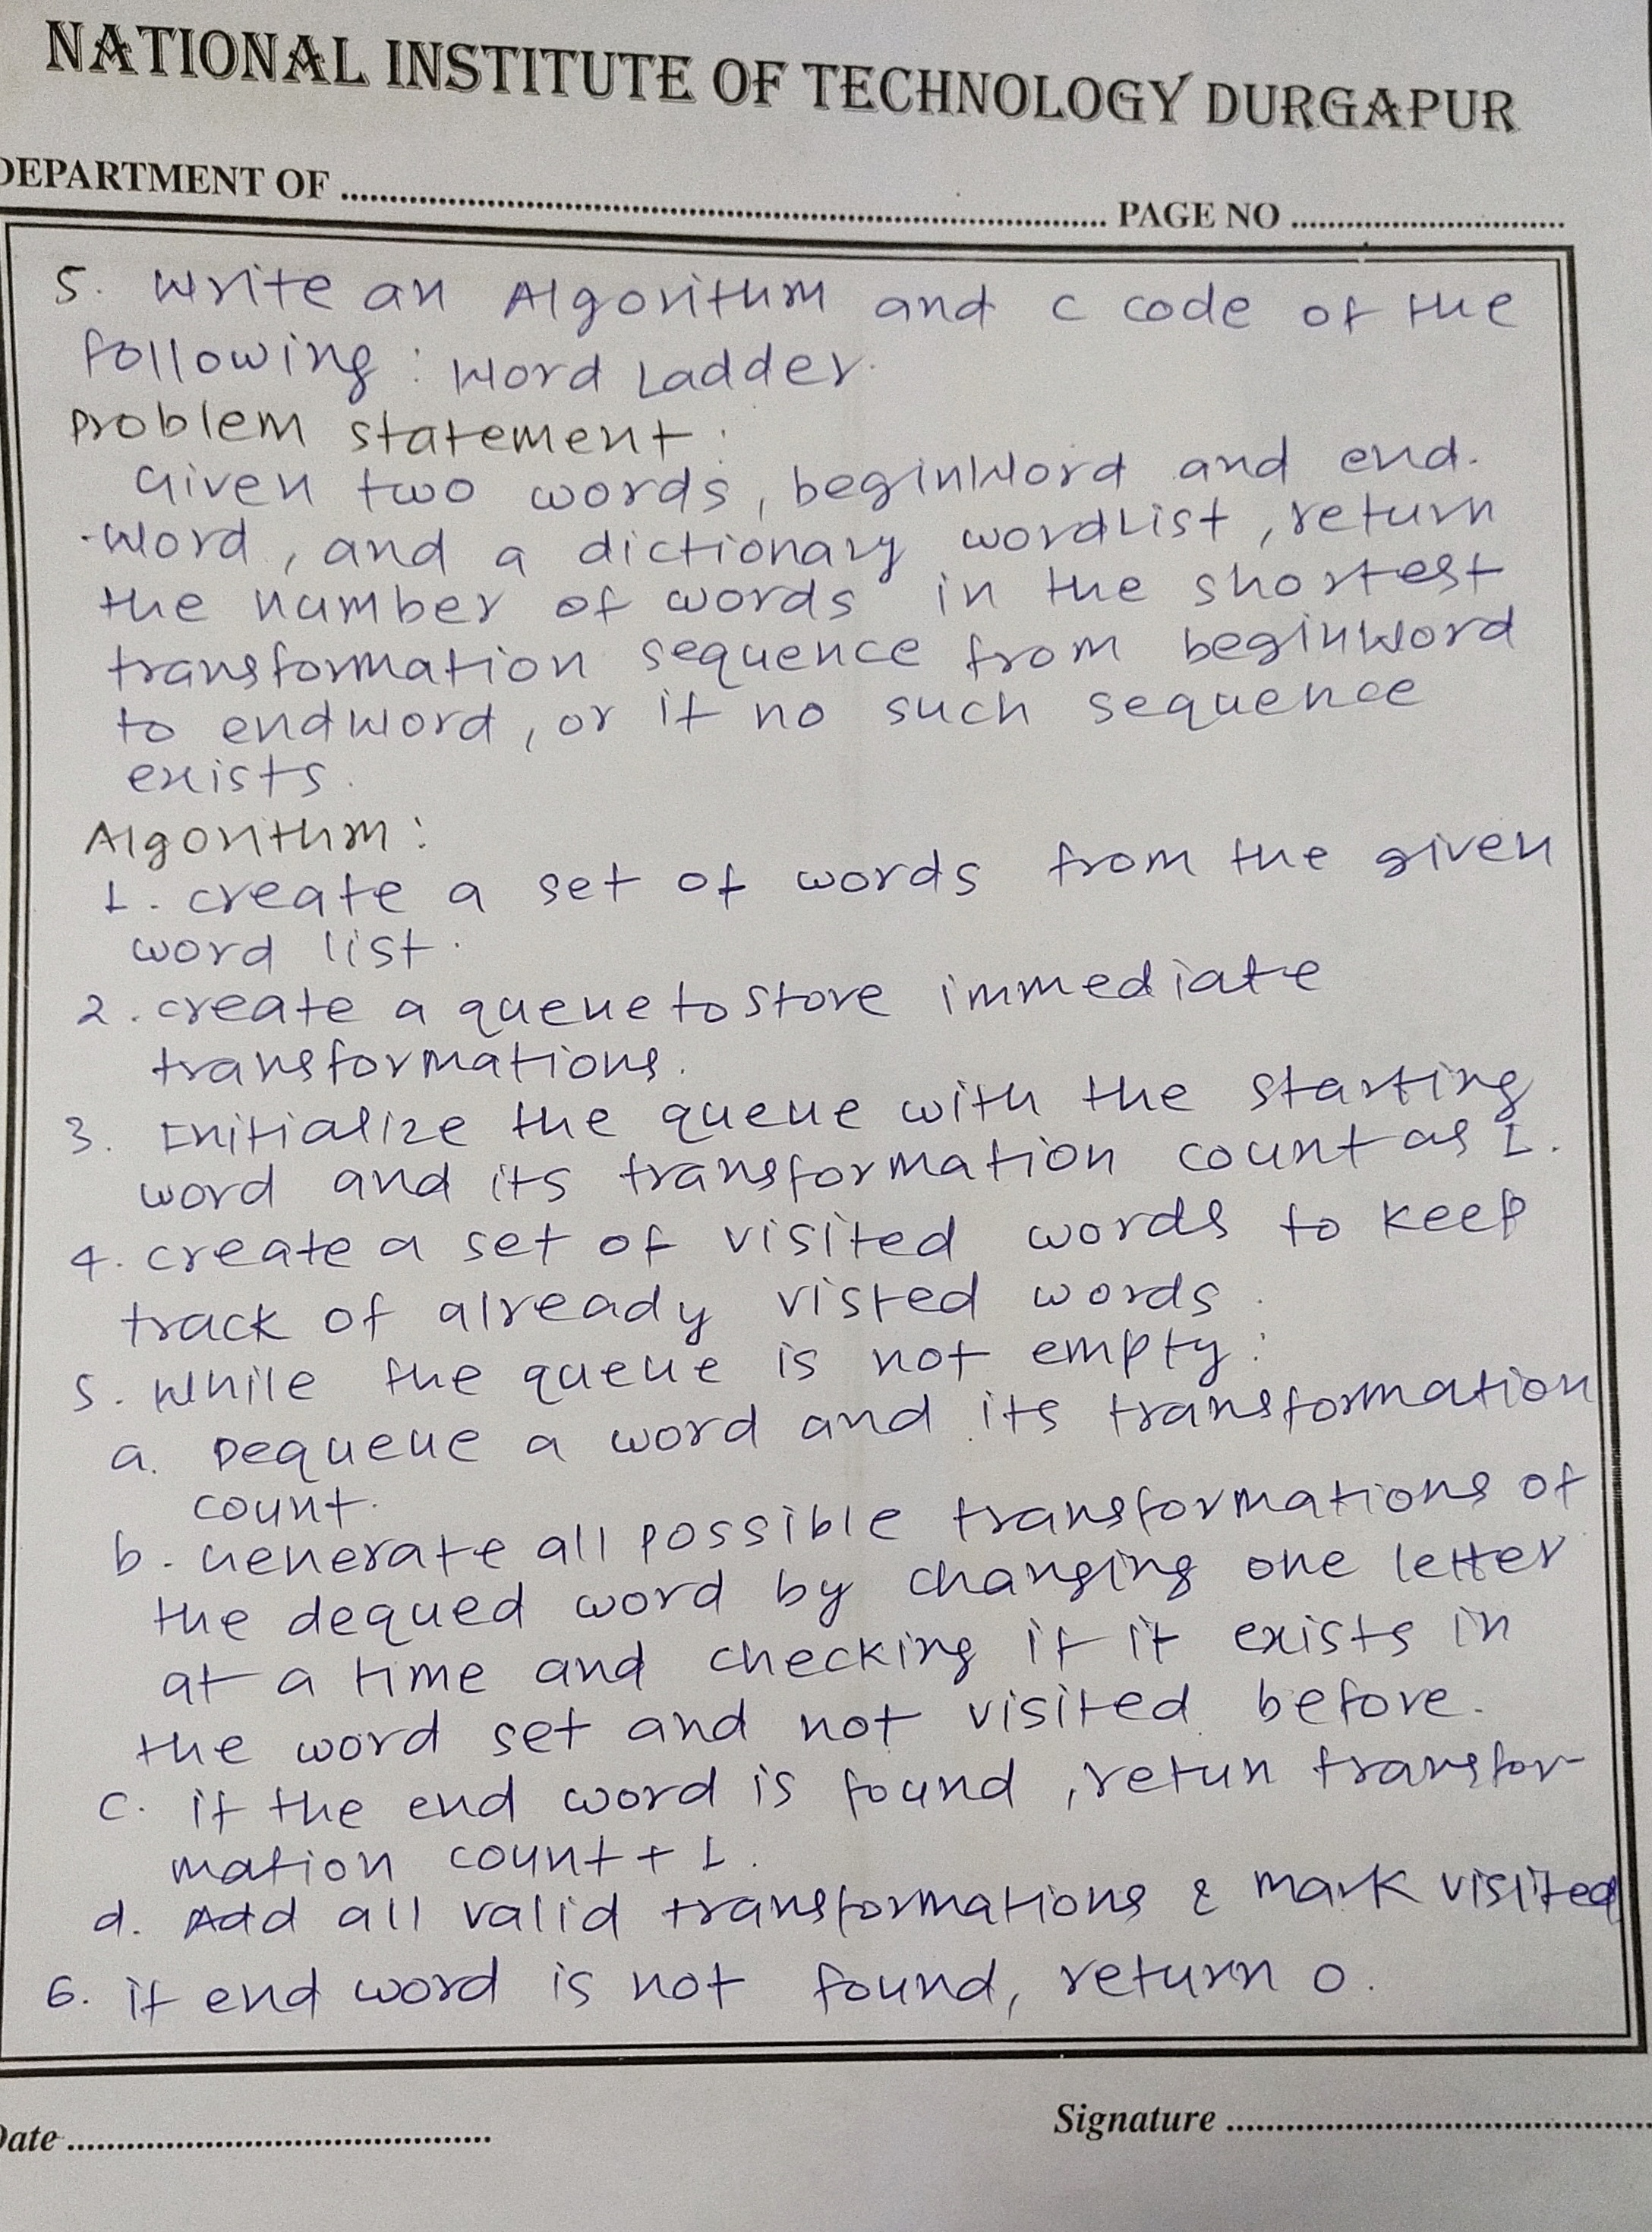 NATIONAL INSTITUTE OF TECHNOLOGY DURGAPUR
DEPARTMENT OF ........ PAGE NO ........
5. Write an Algorithm and C code of the
following : Word Ladder.
Problem statement :
Given two words, beginWord and end-
-Word, and a dictionary wordList, return
the number of words in the shortest
transformation sequence from beginWord
to endWord, or if no such sequence
exists.
Algorithm :
1. create a set of words from the given
word list.
2. create a queue to store immediate
transformations.
3. Initialize the queue with the starting
word and its transformation count as 1.
4. create a set of visited words to keep
track of already visted words.
5. While the queue is not empty :
a. Dequeue a word and its transformation
count.
b. Generate all possible transformations of
the dequed word by changing one letter
at a time and checking if it exists in
the word set and not visited before.
c. if the end word is found, retun transfor-
mation count + 1.
d. Add all valid transformations & mark visited
6. if end word is not found, return 0.
Date ........ Signature ........